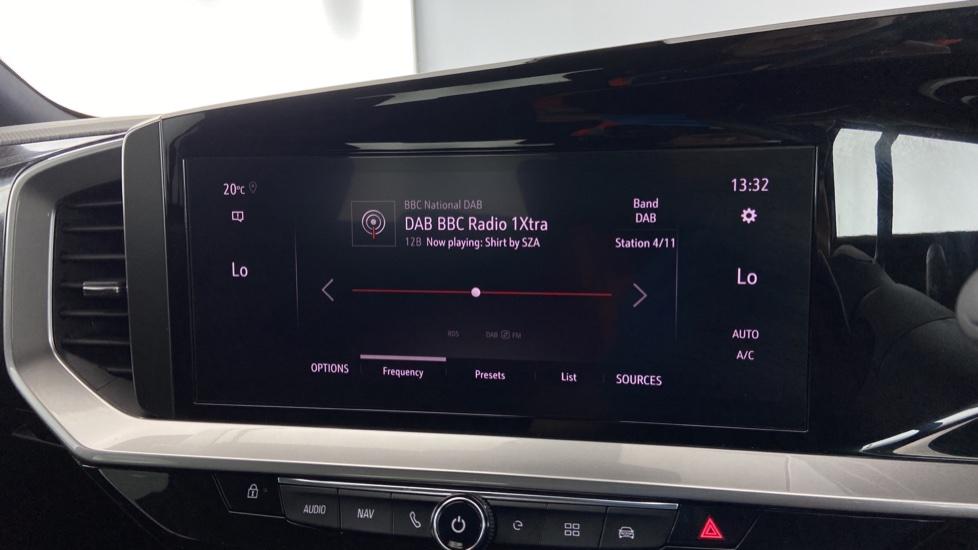 20°C
13:32
BBC National DAB
DAB BBC Radio 1Xtra
12B Now playing: Shirt by SZA
Band
DAB
Station 4/11
Lo
Lo
RDS
DAB FM
AUTO
A/C
OPTIONS
Frequency
Presets
List
SOURCES
AUDIO
NAV